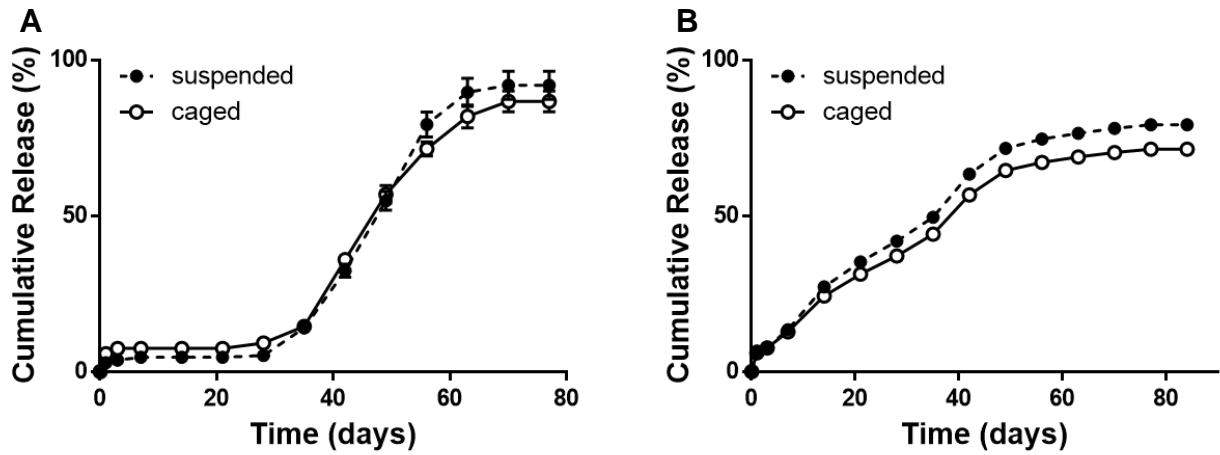 A
Cumulative Release (%)
100
50
0
suspended
caged
0 20 40 60 80
Time (days)
B
Cumulative Release (%)
100
50
0
suspended
caged
0 20 40 60 80
Time (days)